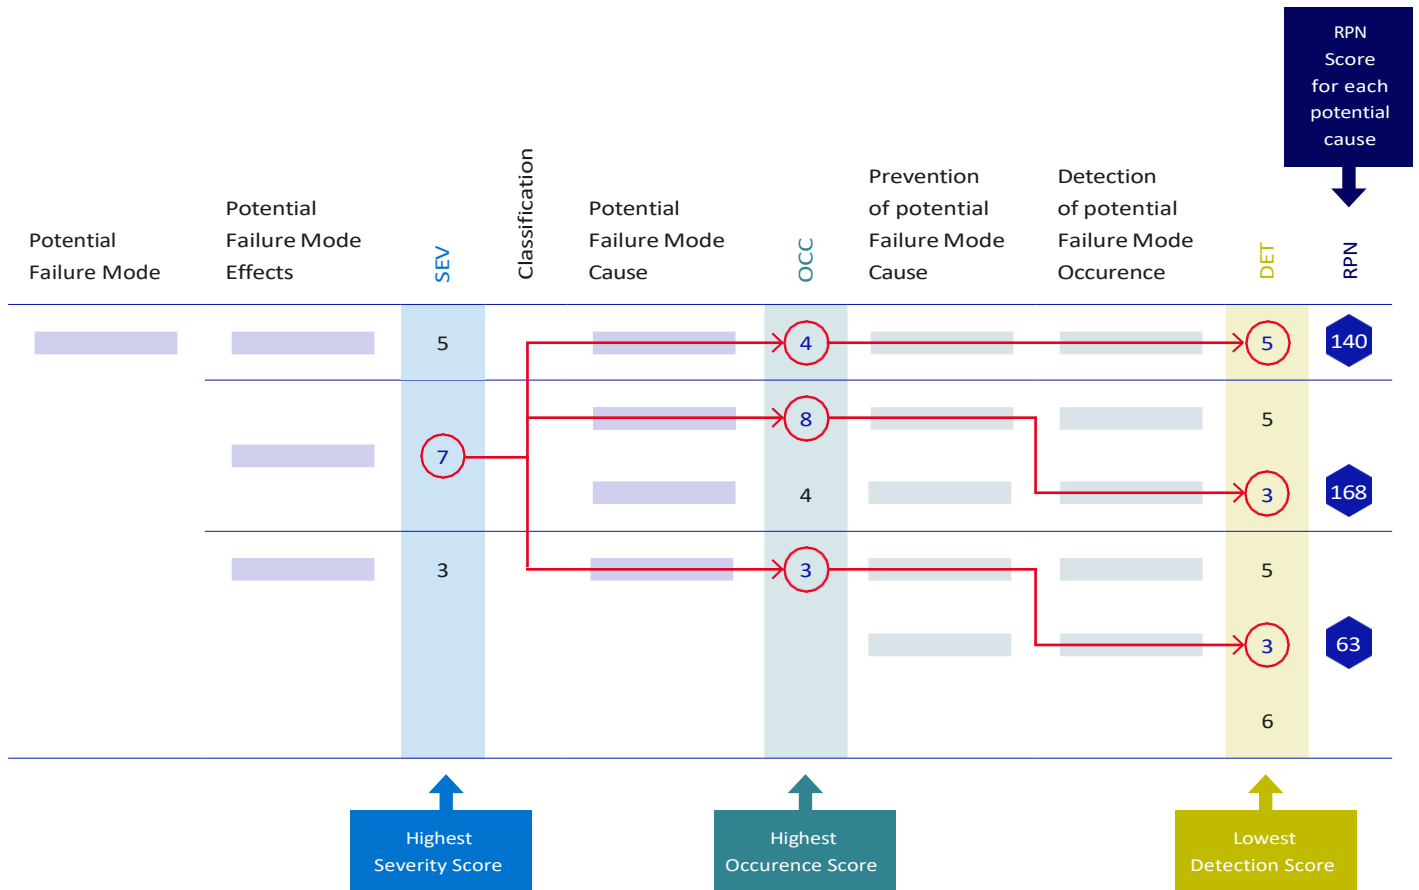 RPN
Score
for each
potential
cause
Potential
Failure Mode
Potential
Failure Mode
Effects
SEV
Classification
Potential
Failure Mode
Cause
OCC
Prevention
of potential
Failure Mode
Cause
Detection
of potential
Failure Mode
Occurence
DET
RPN
5
4
5
140
8
5
7
4
3
168
3
3
5
3
63
6
Highest
Severity Score
Highest
Occurence Score
Lowest
Detection Score